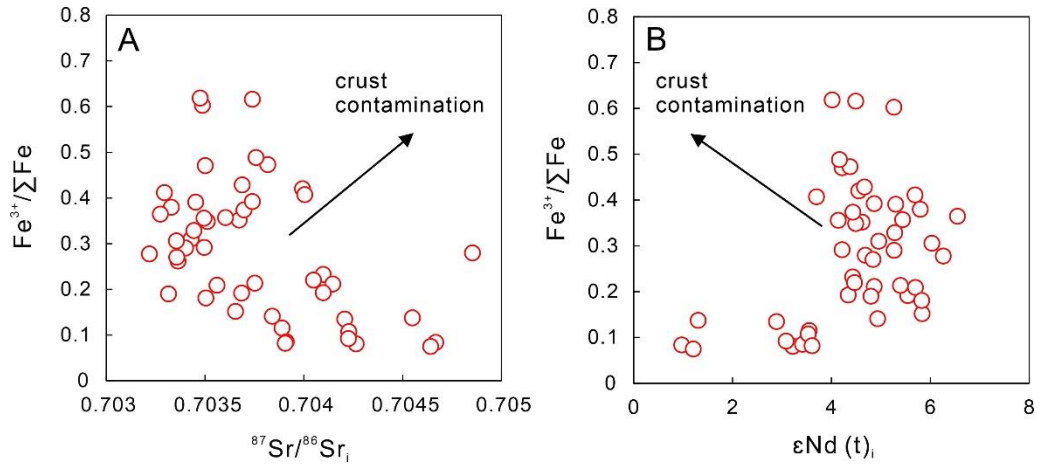 A
crust
contamination
Fe³⁺/∑Fe
0.8
0.7
0.6
0.5
0.4
0.3
0.2
0.1
0
0.703
0.7035
0.704
0.7045
0.705
⁸⁷Sr/⁸⁶Srᵢ
B
crust
contamination
Fe³⁺/∑Fe
0.8
0.7
0.6
0.5
0.4
0.3
0.2
0.1
0
0
2
4
6
8
εNd (t)ᵢ